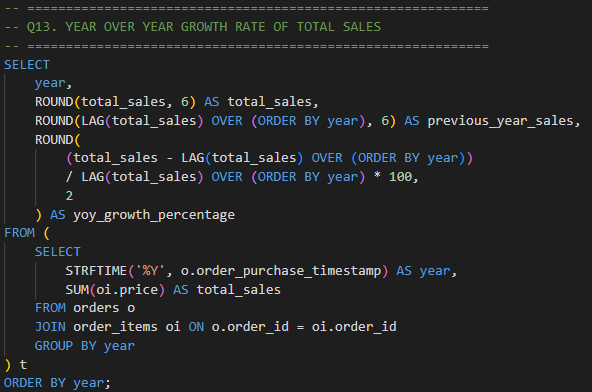 -- ===========================================================
-- Q13. YEAR OVER YEAR GROWTH RATE OF TOTAL SALES
-- ===========================================================
SELECT
    year,
    ROUND(total_sales, 6) AS total_sales,
    ROUND(LAG(total_sales) OVER (ORDER BY year), 6) AS previous_year_sales,
    ROUND(
        (total_sales - LAG(total_sales) OVER (ORDER BY year))
        / LAG(total_sales) OVER (ORDER BY year) * 100,
        2
    ) AS yoy_growth_percentage
FROM (
    SELECT
        STRFTIME('%Y', o.order_purchase_timestamp) AS year,
        SUM(oi.price) AS total_sales
    FROM orders o
    JOIN order_items oi ON o.order_id = oi.order_id
    GROUP BY year
) t
ORDER BY year;